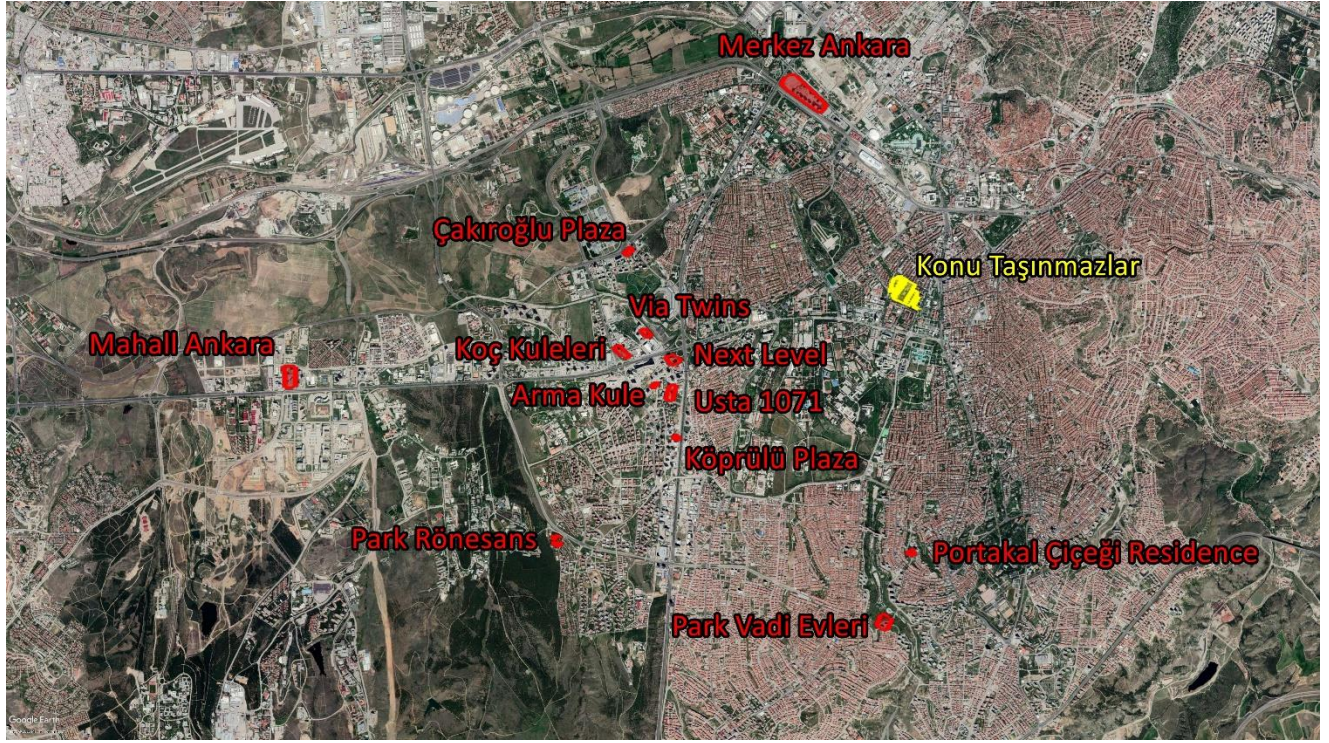 Merkez Ankara
Çakıroğlu Plaza
Konu Taşınmazlar
Via Twins
Mahall Ankara
Koç Kuleleri
Next Level
Arma Kule
Usta 1071
Köprülü Plaza
Park Rönesans
Portakal Çiçeği Residence
Park Vadi Evleri
Google Earth